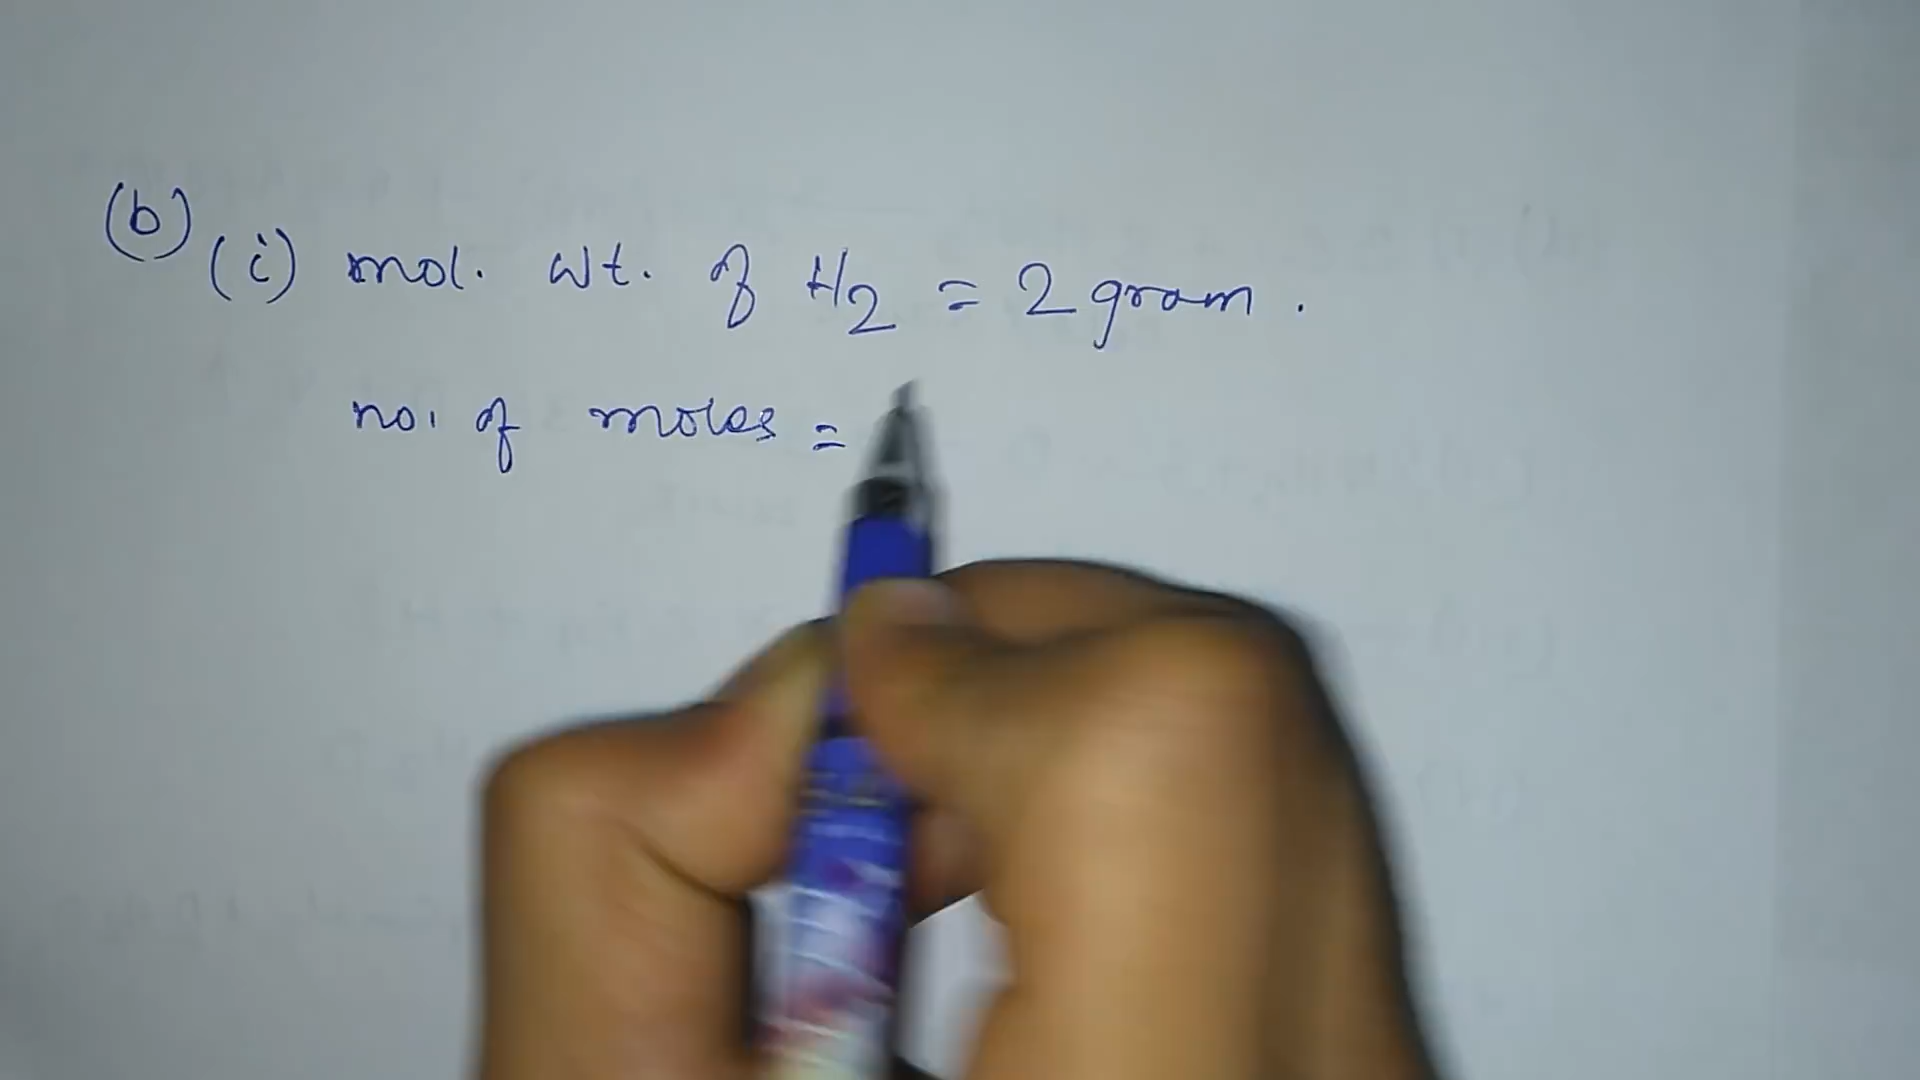 (b) (i) mol. wt. of H2 = 2 gram.
no. of moles =